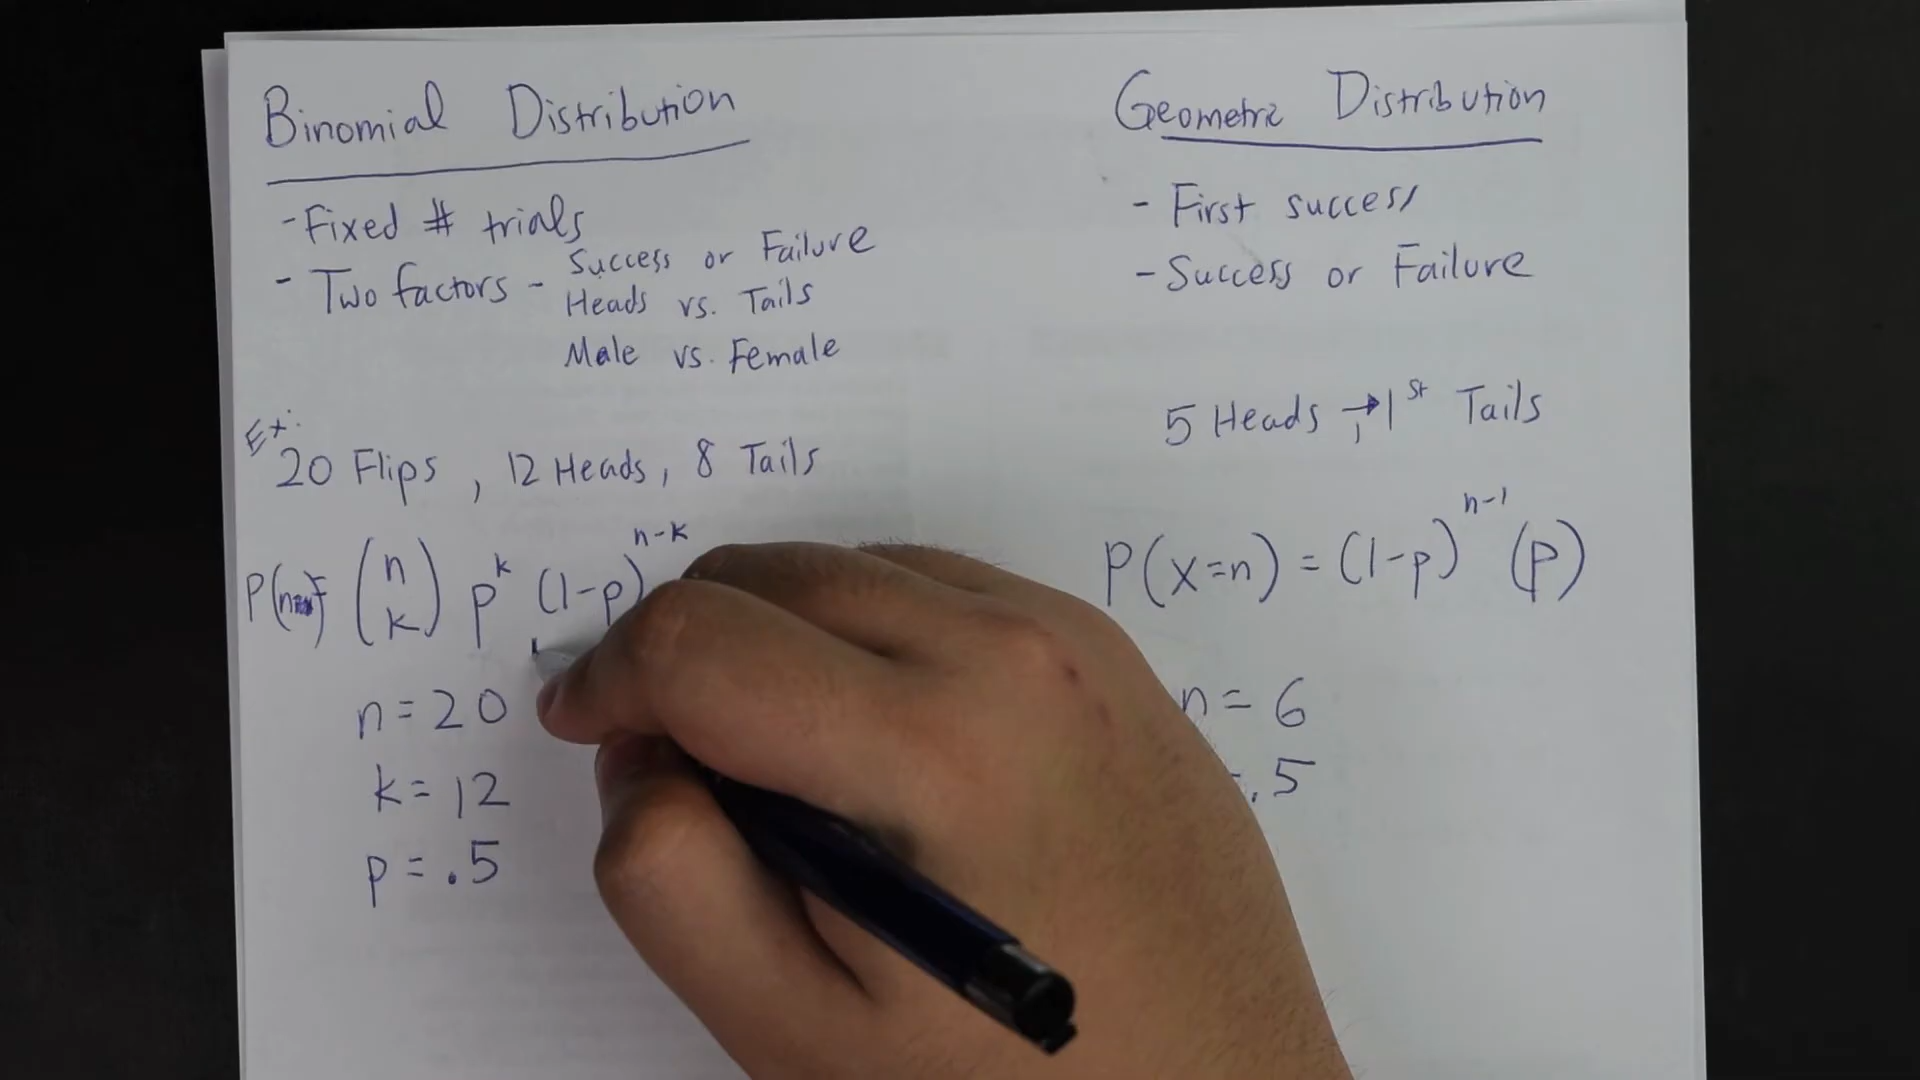 Binomial Distribution
- Fixed # trials
- Two factors - Success or Failure
Heads vs. Tails
Male vs. Female
Ex:
20 Flips, 12 Heads, 8 Tails
(n k) p^k (1-p)^n-k
n = 20
k = 12
p = .5
Geometric Distribution
- First success
- Success or Failure
5 Heads → 1st Tails
P(x=n) = (1-p)^n-1 (p)
n = 6
.5